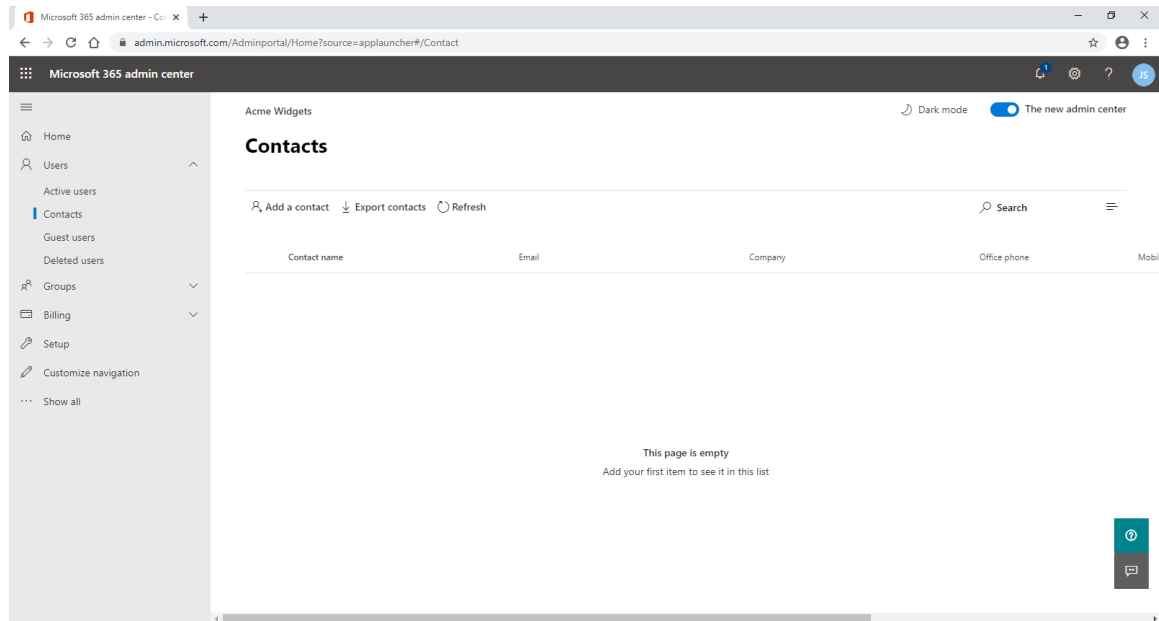 Microsoft 365 admin center - Co
admin.microsoft.com/Adminportal/Home?source=applauncher#/Contact
Microsoft 365 admin center
1
?
JS
Acme Widgets
Dark mode
The new admin center
Home
Users
Active users
Contacts
Guest users
Deleted users
Groups
Billing
Setup
Customize navigation
Show all
Contacts
Add a contact
Export contacts
Refresh
Search
Contact name
Email
Company
Office phone
Mobi
This page is empty
Add your first item to see it in this list